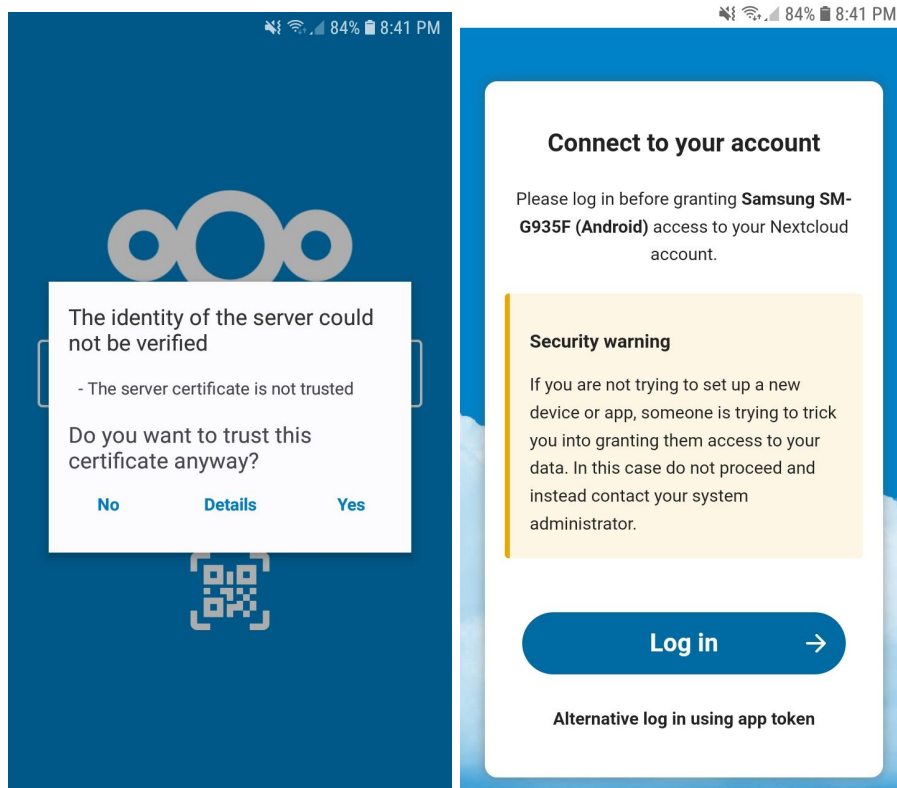 84% 8:41 PM
The identity of the server could
not be verified
- The server certificate is not trusted
Do you want to trust this
certificate anyway?
No Details Yes
84% 8:41 PM
Connect to your account
Please log in before granting Samsung SM-
G935F (Android) access to your Nextcloud
account.
Security warning
If you are not trying to set up a new
device or app, someone is trying to trick
you into granting them access to your
data. In this case do not proceed and
instead contact your system
administrator.
Log in
Alternative log in using app token